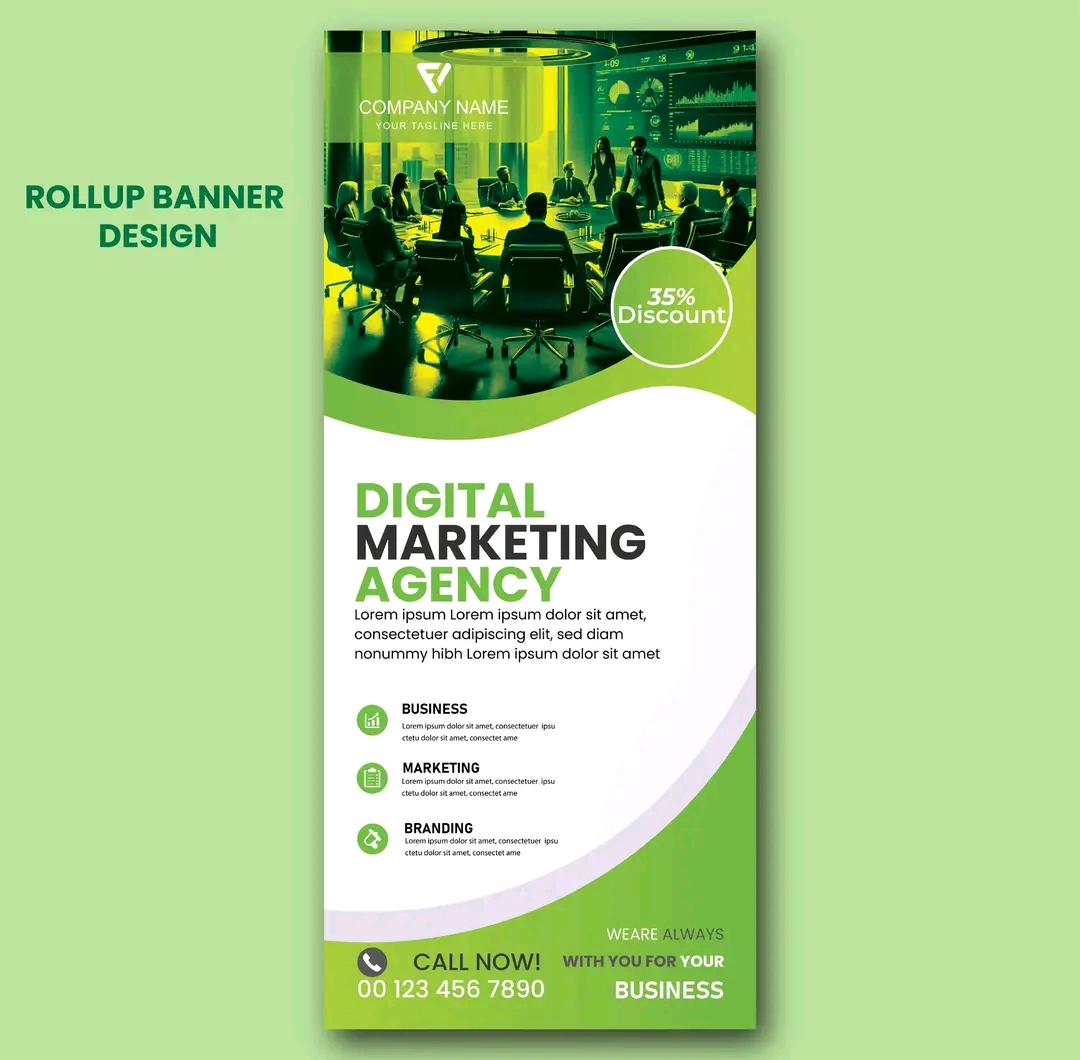 ROLLUP BANNER
DESIGN
COMPANY NAME
YOUR TAGLINE HERE
35%
Discount
DIGITAL
MARKETING
AGENCY
Lorem ipsum Lorem ipsum dolor sit amet,
consectetuer adipiscing elit, sed diam
nonummy hibh Lorem ipsum dolor sit amet
BUSINESS
Lorem ipsum dolor sit amet, consectetuer ipsu
ctetu dolor sit amet, consectet ame
MARKETING
Lorem ipsum dolor sit amet, consectetuer ipsu
ctetu dolor sit amet, consectet ame
BRANDING
Lorem ipsum dolor sit amet, consectetuer ipsu
ctetu dolor sit amet, consectet ame
CALL NOW!
00 123 456 7890
WEARE ALWAYS
WITH YOU FOR YOUR
BUSINESS